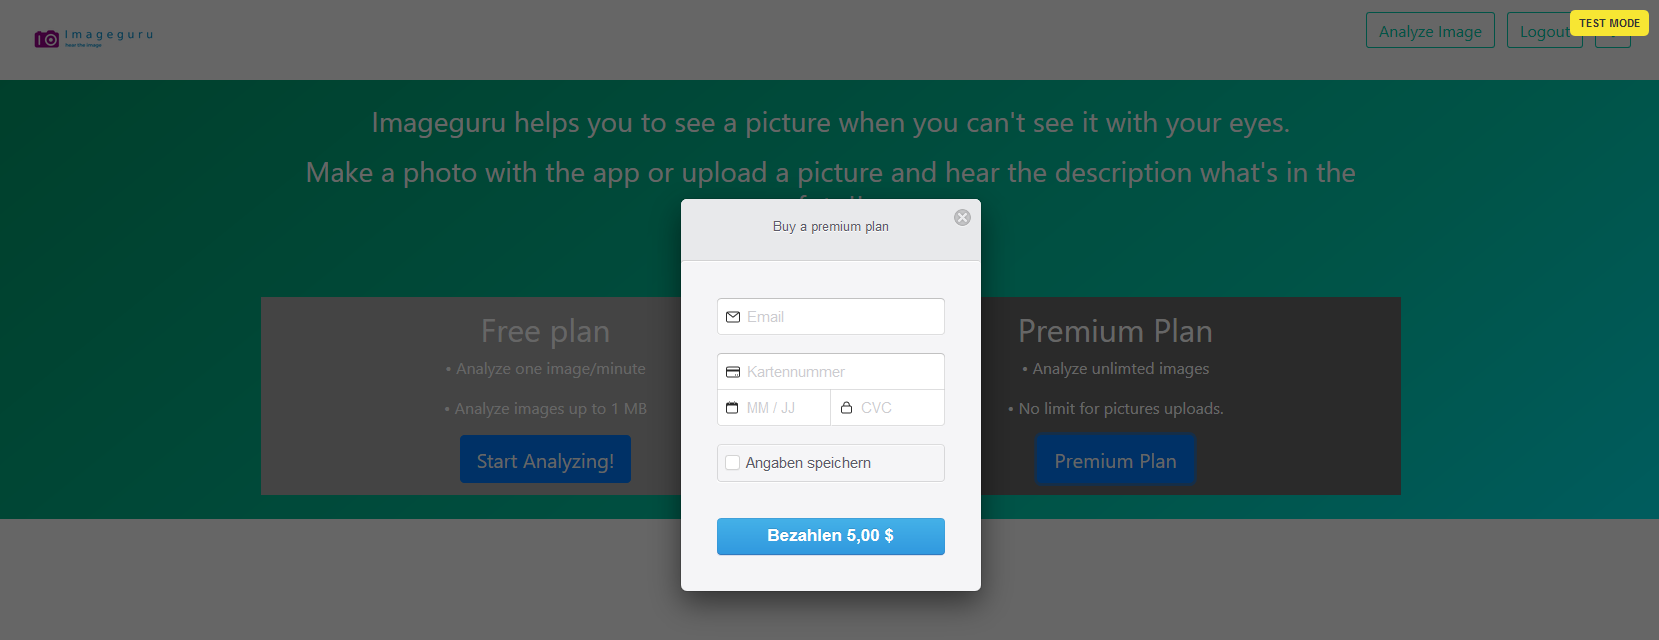 Imageguru
hear the image
Analyze Image
Logout
TEST MODE
Imageguru helps you to see a picture when you can't see it with your eyes.
Make a photo with the app or upload a picture and hear the description what's in the
Buy a premium plan
Email
Kartennummer
MM / JJ
CVC
Angaben speichern
Bezahlen 5,00 $
Free plan
• Analyze one image/minute
• Analyze images up to 1 MB
Start Analyzing!
Premium Plan
• Analyze unlimted images
• No limit for pictures uploads.
Premium Plan